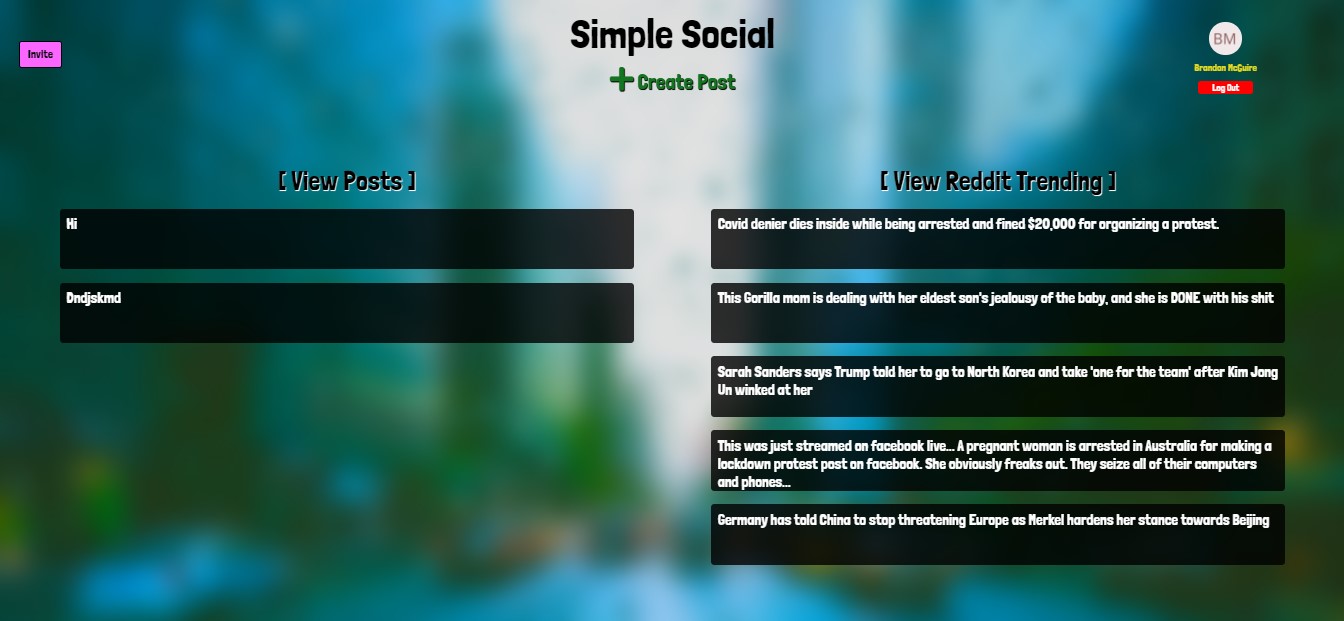 Simple Social
Invite
BM
Brandon McGuire
Log Out
Create Post
[ View Posts ]
Hi
Dndjskmd
[ View Reddit Trending ]
Covid denier dies inside while being arrested and fined $20,000 for organizing a protest.
This Gorilla mom is dealing with her eldest son's jealousy of the baby, and she is DONE with his shit
Sarah Sanders says Trump told her to go to North Korea and take 'one for the team' after Kim Jong
Un winked at her
This was just streamed on facebook live... A pregnant woman is arrested in Australia for making a
lockdown protest post on facebook. She obviously freaks out. They seize all of their computers
and phones...
Germany has told China to stop threatening Europe as Merkel hardens her stance towards Beijing